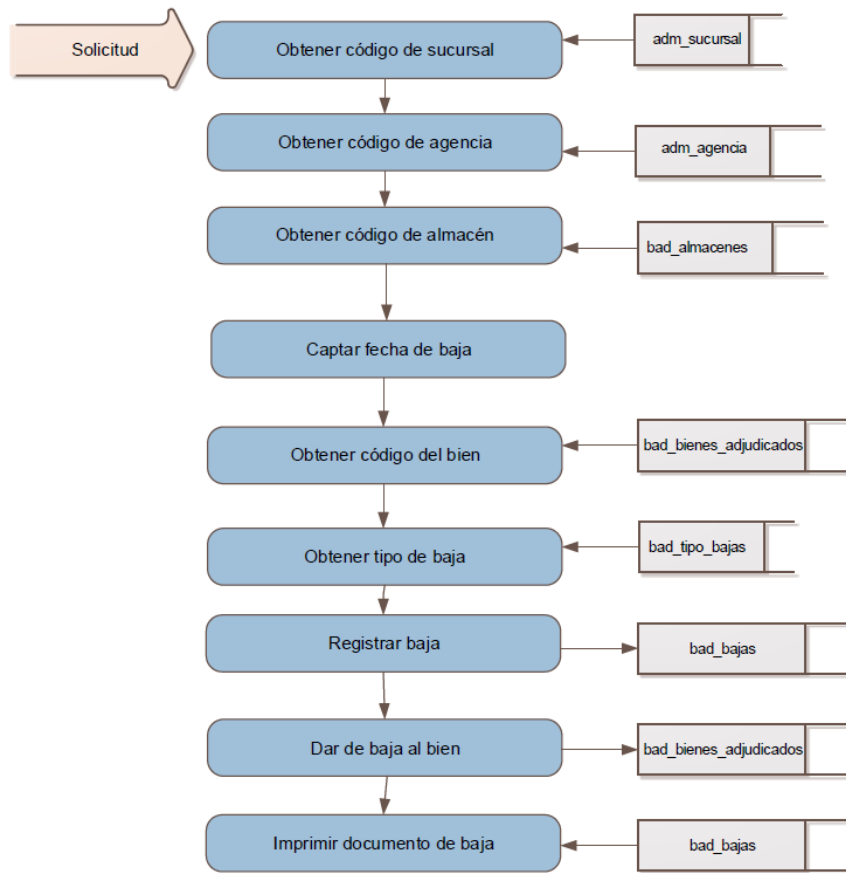 Solicitud
Obtener código de sucursal
adm_sucursal
Obtener código de agencia
adm_agencia
Obtener código de almacén
bad_almacenes
Captar fecha de baja
Obtener código del bien
bad_bienes_adjudicados
Obtener tipo de baja
bad_tipo_bajas
Registrar baja
bad_bajas
Dar de baja al bien
bad_bienes_adjudicados
Imprimir documento de baja
bad_bajas